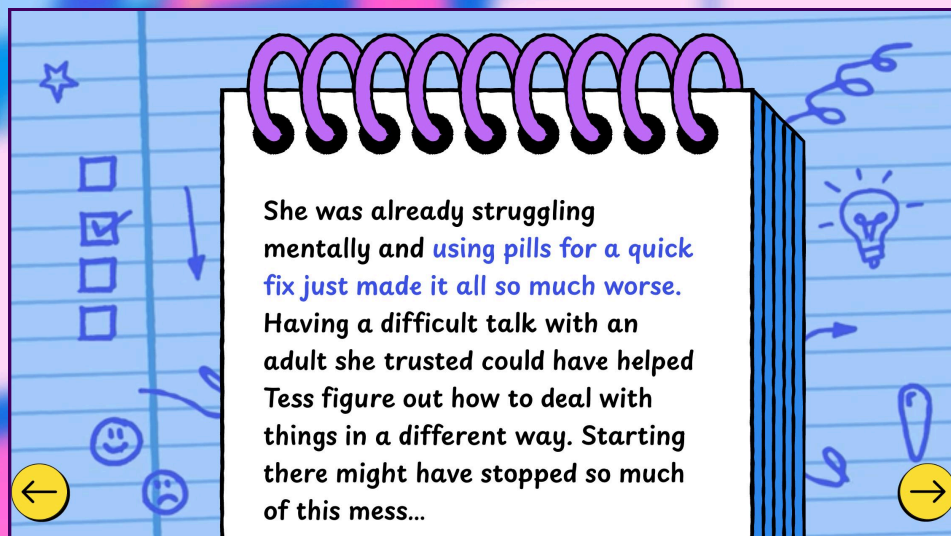 She was already struggling
mentally and using pills for a quick
fix just made it all so much worse.
Having a difficult talk with an
adult she trusted could have helped
Tess figure out how to deal with
things in a different way. Starting
there might have stopped so much
of this mess...